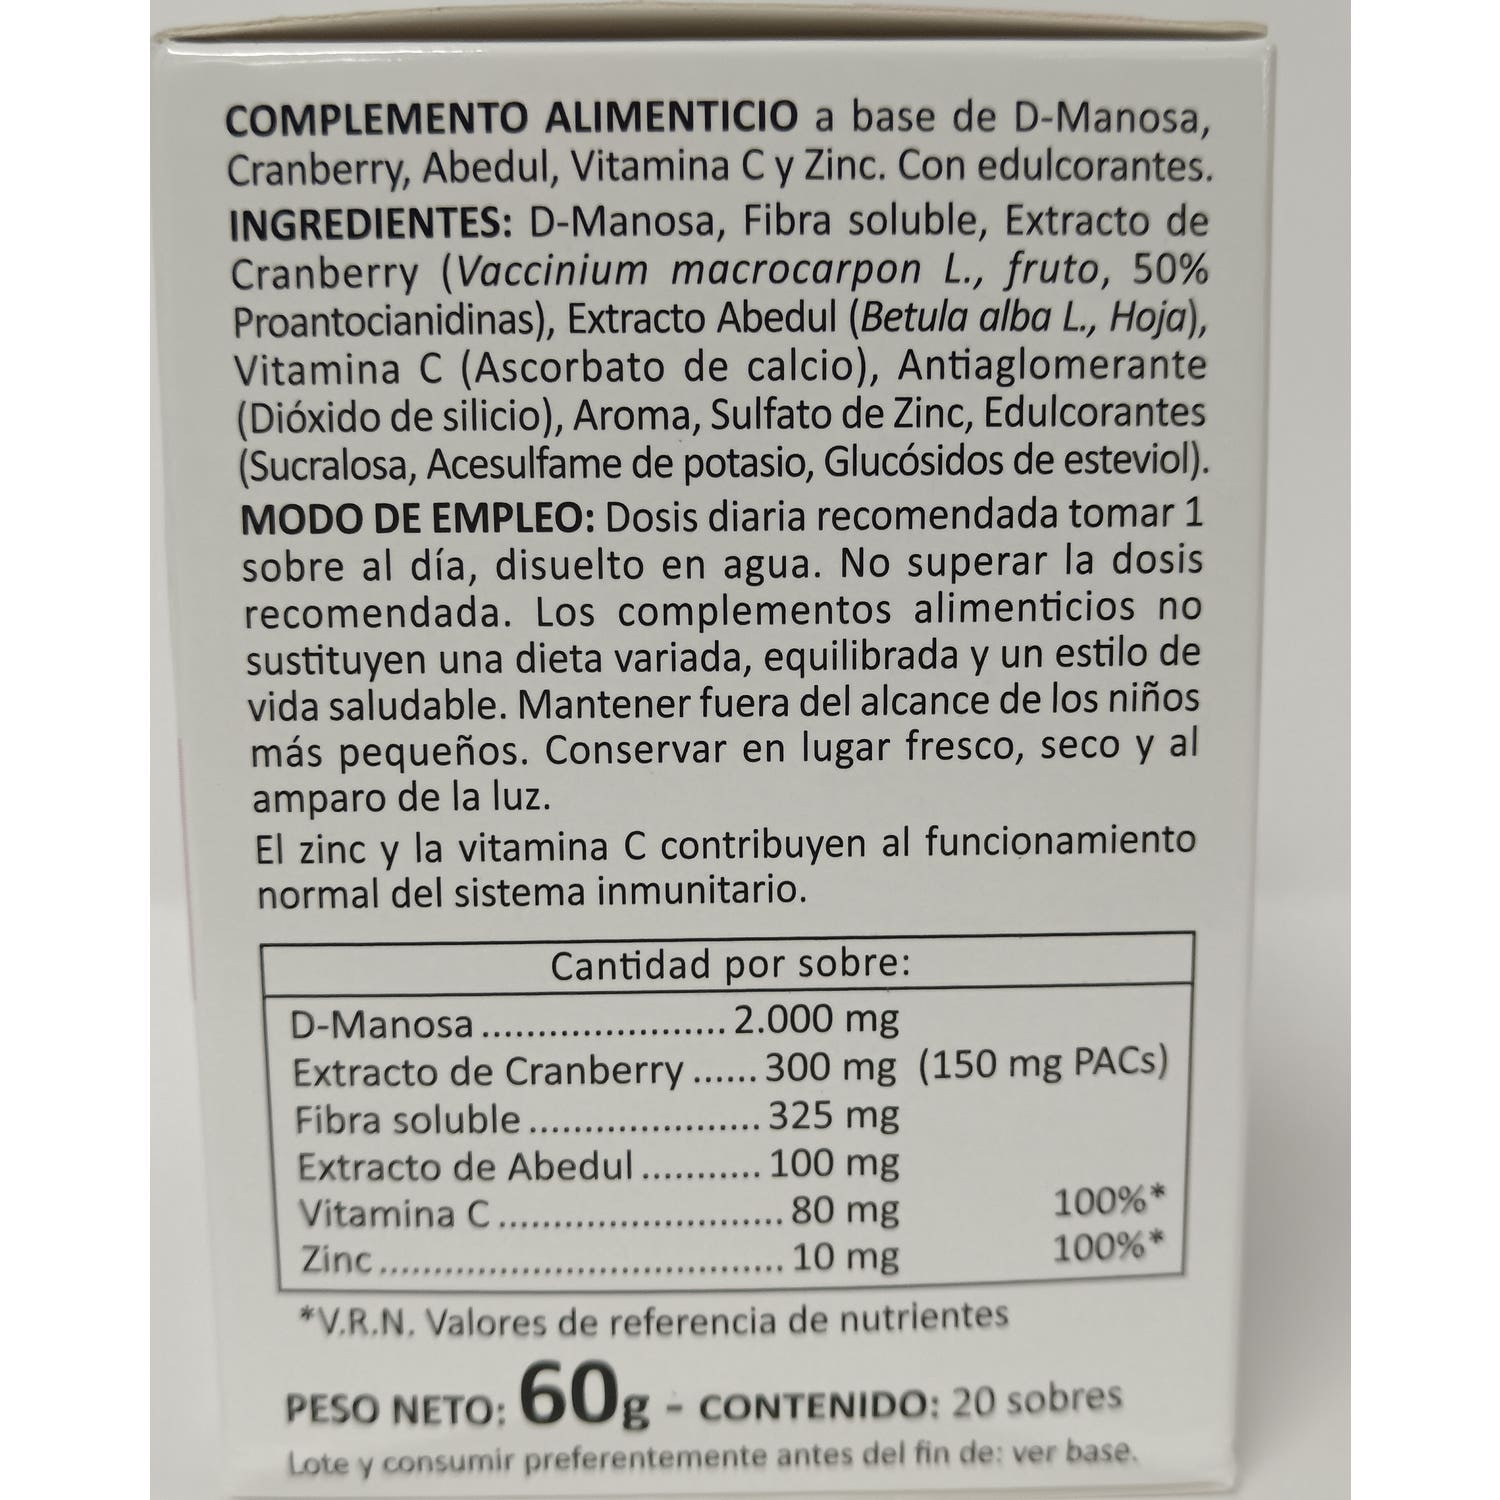 COMPLEMENTO ALIMENTICIO a base de D-Manosa,
Cranberry, Abedul, Vitamina C y Zinc. Con edulcorantes.
INGREDIENTES: D-Manosa, Fibra soluble, Extracto de
Cranberry (Vaccinium macrocarpon L., fruto, 50%
Proantocianidinas), Extracto Abedul (Betula alba L., Hoja),
Vitamina C (Ascorbato de calcio), Antiaglomerante
(Dióxido de silicio), Aroma, Sulfato de Zinc, Edulcorantes
(Sucralosa, Acesulfame de potasio, Glucósidos de esteviol).
MODO DE EMPLEO: Dosis diaria recomendada tomar 1
sobre al día, disuelto en agua. No superar la dosis
recomendada. Los complementos alimenticios no
sustituyen una dieta variada, equilibrada y un estilo de
vida saludable. Mantener fuera del alcance de los niños
más pequeños. Conservar en lugar fresco, seco y al
amparo de la luz.
El zinc y la vitamina C contribuyen al funcionamiento
normal del sistema inmunitario.
Cantidad por sobre:
D-Manosa ...................... 2.000 mg
Extracto de Cranberry ...... 300 mg (150 mg PACs)
Fibra soluble ..................... 325 mg
Extracto de Abedul ........... 100 mg
Vitamina C .......................... 80 mg 100%*
Zinc ..................................... 10 mg 100%*
*V.R.N. Valores de referencia de nutrientes
PESO NETO: 60g - CONTENIDO: 20 sobres
Lote y consumir preferentemente antes del fin de: ver base.